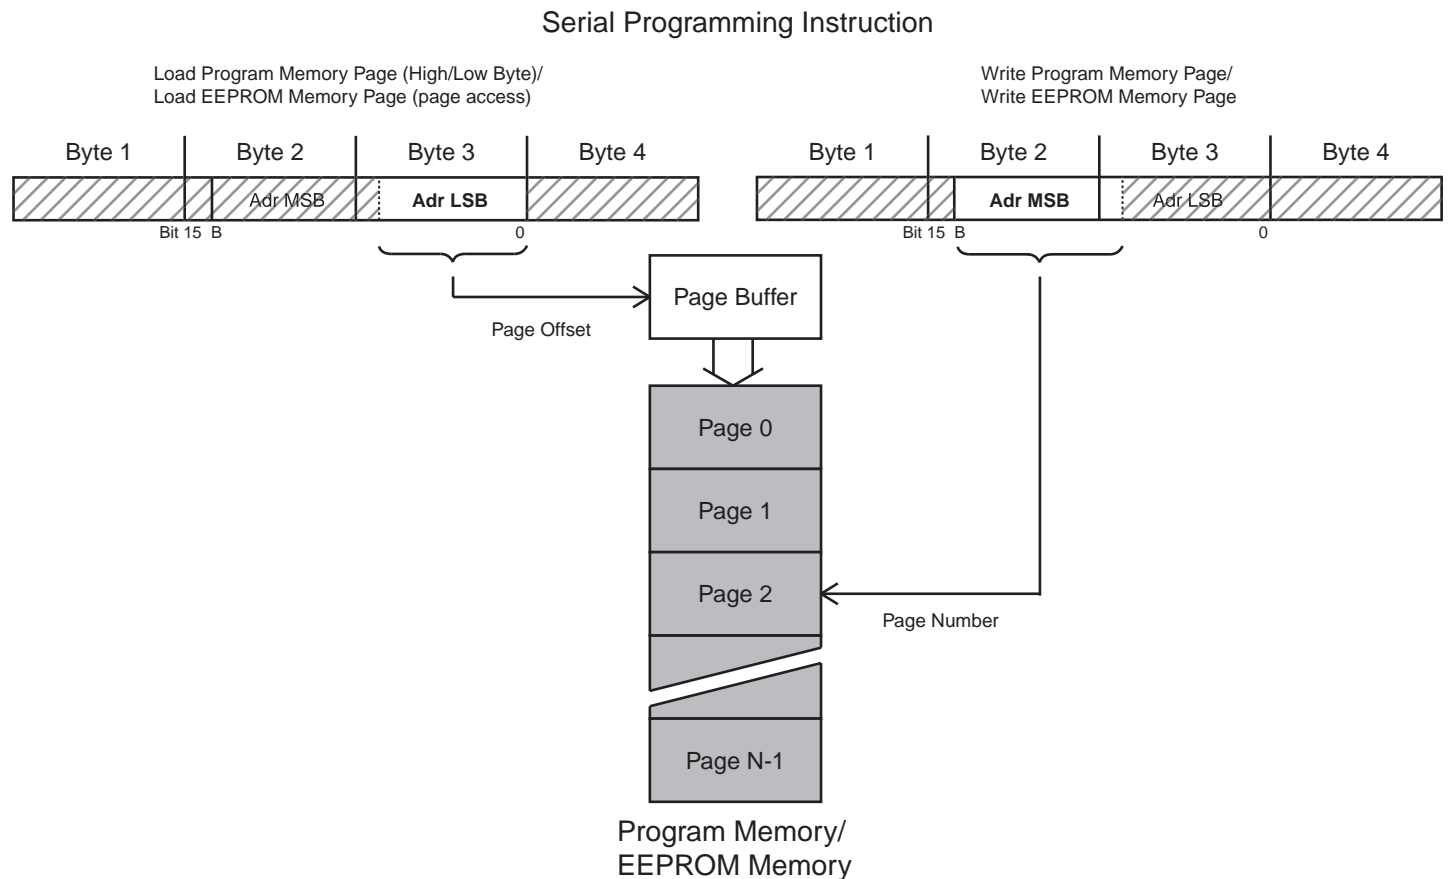 Serial Programming Instruction
Load Program Memory Page (High/Low Byte)/
Load EEPROM Memory Page (page access)
Write Program Memory Page/
Write EEPROM Memory Page
Byte 1 Byte 2 Byte 3 Byte 4
Adr MSB Adr LSB
Bit 15 B 0
Byte 1 Byte 2 Byte 3 Byte 4
Adr MSB Adr LSB
Bit 15 B 0
Page Buffer
Page Offset
Page 0
Page 1
Page 2
Page Number
Page N-1
Program Memory/
EEPROM Memory